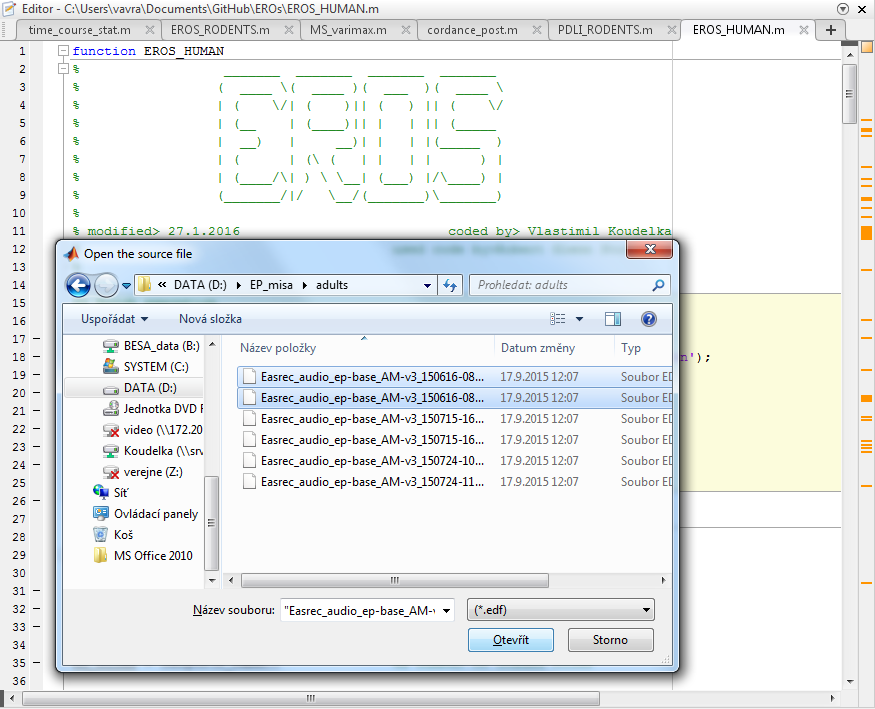 Editor - C:\Users\vavra\Documents\GitHub\EROs\EROS_HUMAN.m
time_course_stat.m EROS_RODENTS.m MS_varimax.m cordance_post.m PDLI_RODENTS.m EROS_HUMAN.m
1 function EROS_HUMAN
2 %
3 %
4 %
5 %
6 %
7 %
8 %
9 %
10 %
11 % modified> 27.1.2016 coded by> Vlastimil Koudelka
12
13
14
15
16
17
18 n');
19
20
21
22
23
24
25
26
27
28
29
30
31
32
33
34
35
36
Open the source file
« DATA (D:) EP_misa adults
Prohledat: adults
Uspořádat Nová složka
BESA_data (B:)
SYSTEM (C:)
DATA (D:)
Jednotka DVD
video (\\172.20
Koudelka (\\srv
verejne (Z:)
Síť
Ovládací panely
Koš
MS Office 2010
Název položky Datum změny Typ
Easrec_audio_ep-base_AM-v3_150616-08... 17.9.2015 12:07 Soubor ED
Easrec_audio_ep-base_AM-v3_150616-08... 17.9.2015 12:07 Soubor ED
Easrec_audio_ep-base_AM-v3_150715-16... 17.9.2015 12:07 Soubor ED
Easrec_audio_ep-base_AM-v3_150715-16... 17.9.2015 12:07 Soubor ED
Easrec_audio_ep-base_AM-v3_150724-10... 17.9.2015 12:07 Soubor ED
Easrec_audio_ep-base_AM-v3_150724-11... 17.9.2015 12:07 Soubor ED
Název souboru: "Easrec_audio_ep-base_AM- (*.edf)
Otevřít Storno